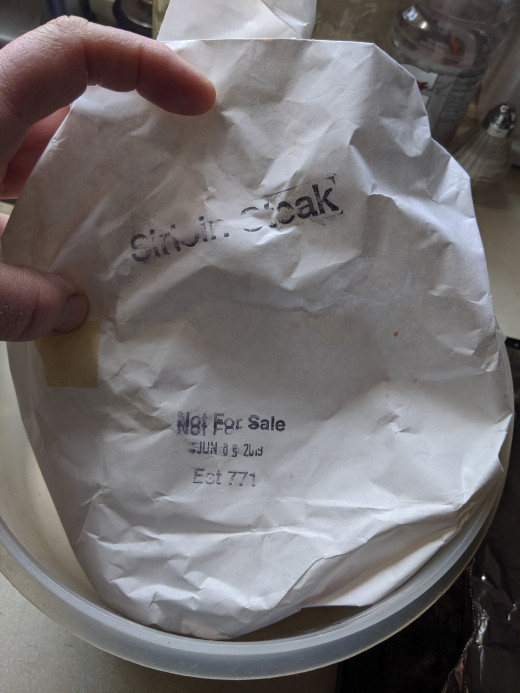 Sirloin Steak
Not For Sale
JUN 05 2019
Est 771